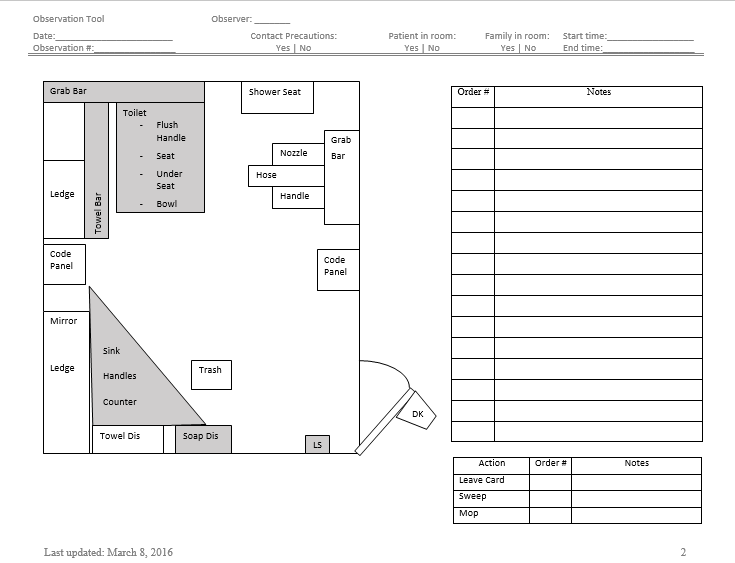 Observation Tool Observer: _______
Date:__________________________ Contact Precautions: Patient in room: Family in room: Start time:________________
Observation #:_______________ Yes | No Yes | No Yes | No End time:_________________
Grab Bar
Toilet
- Flush
Handle
- Seat
- Under
Seat
- Bowl
Ledge
Towel Bar
Shower Seat
Grab
Bar
Nozzle
Hose
Handle
Code
Panel
Code
Panel
Mirror
Ledge
Sink
Handles
Counter
Trash
Towel Dis
Soap Dis
LS
DK
Order # Notes
Action Order # Notes
Leave Card
Sweep
Mop
Last updated: March 8, 2016 2